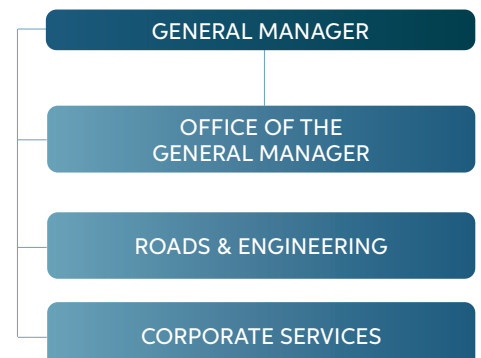 GENERAL MANAGER
OFFICE OF THE
GENERAL MANAGER
ROADS & ENGINEERING
CORPORATE SERVICES